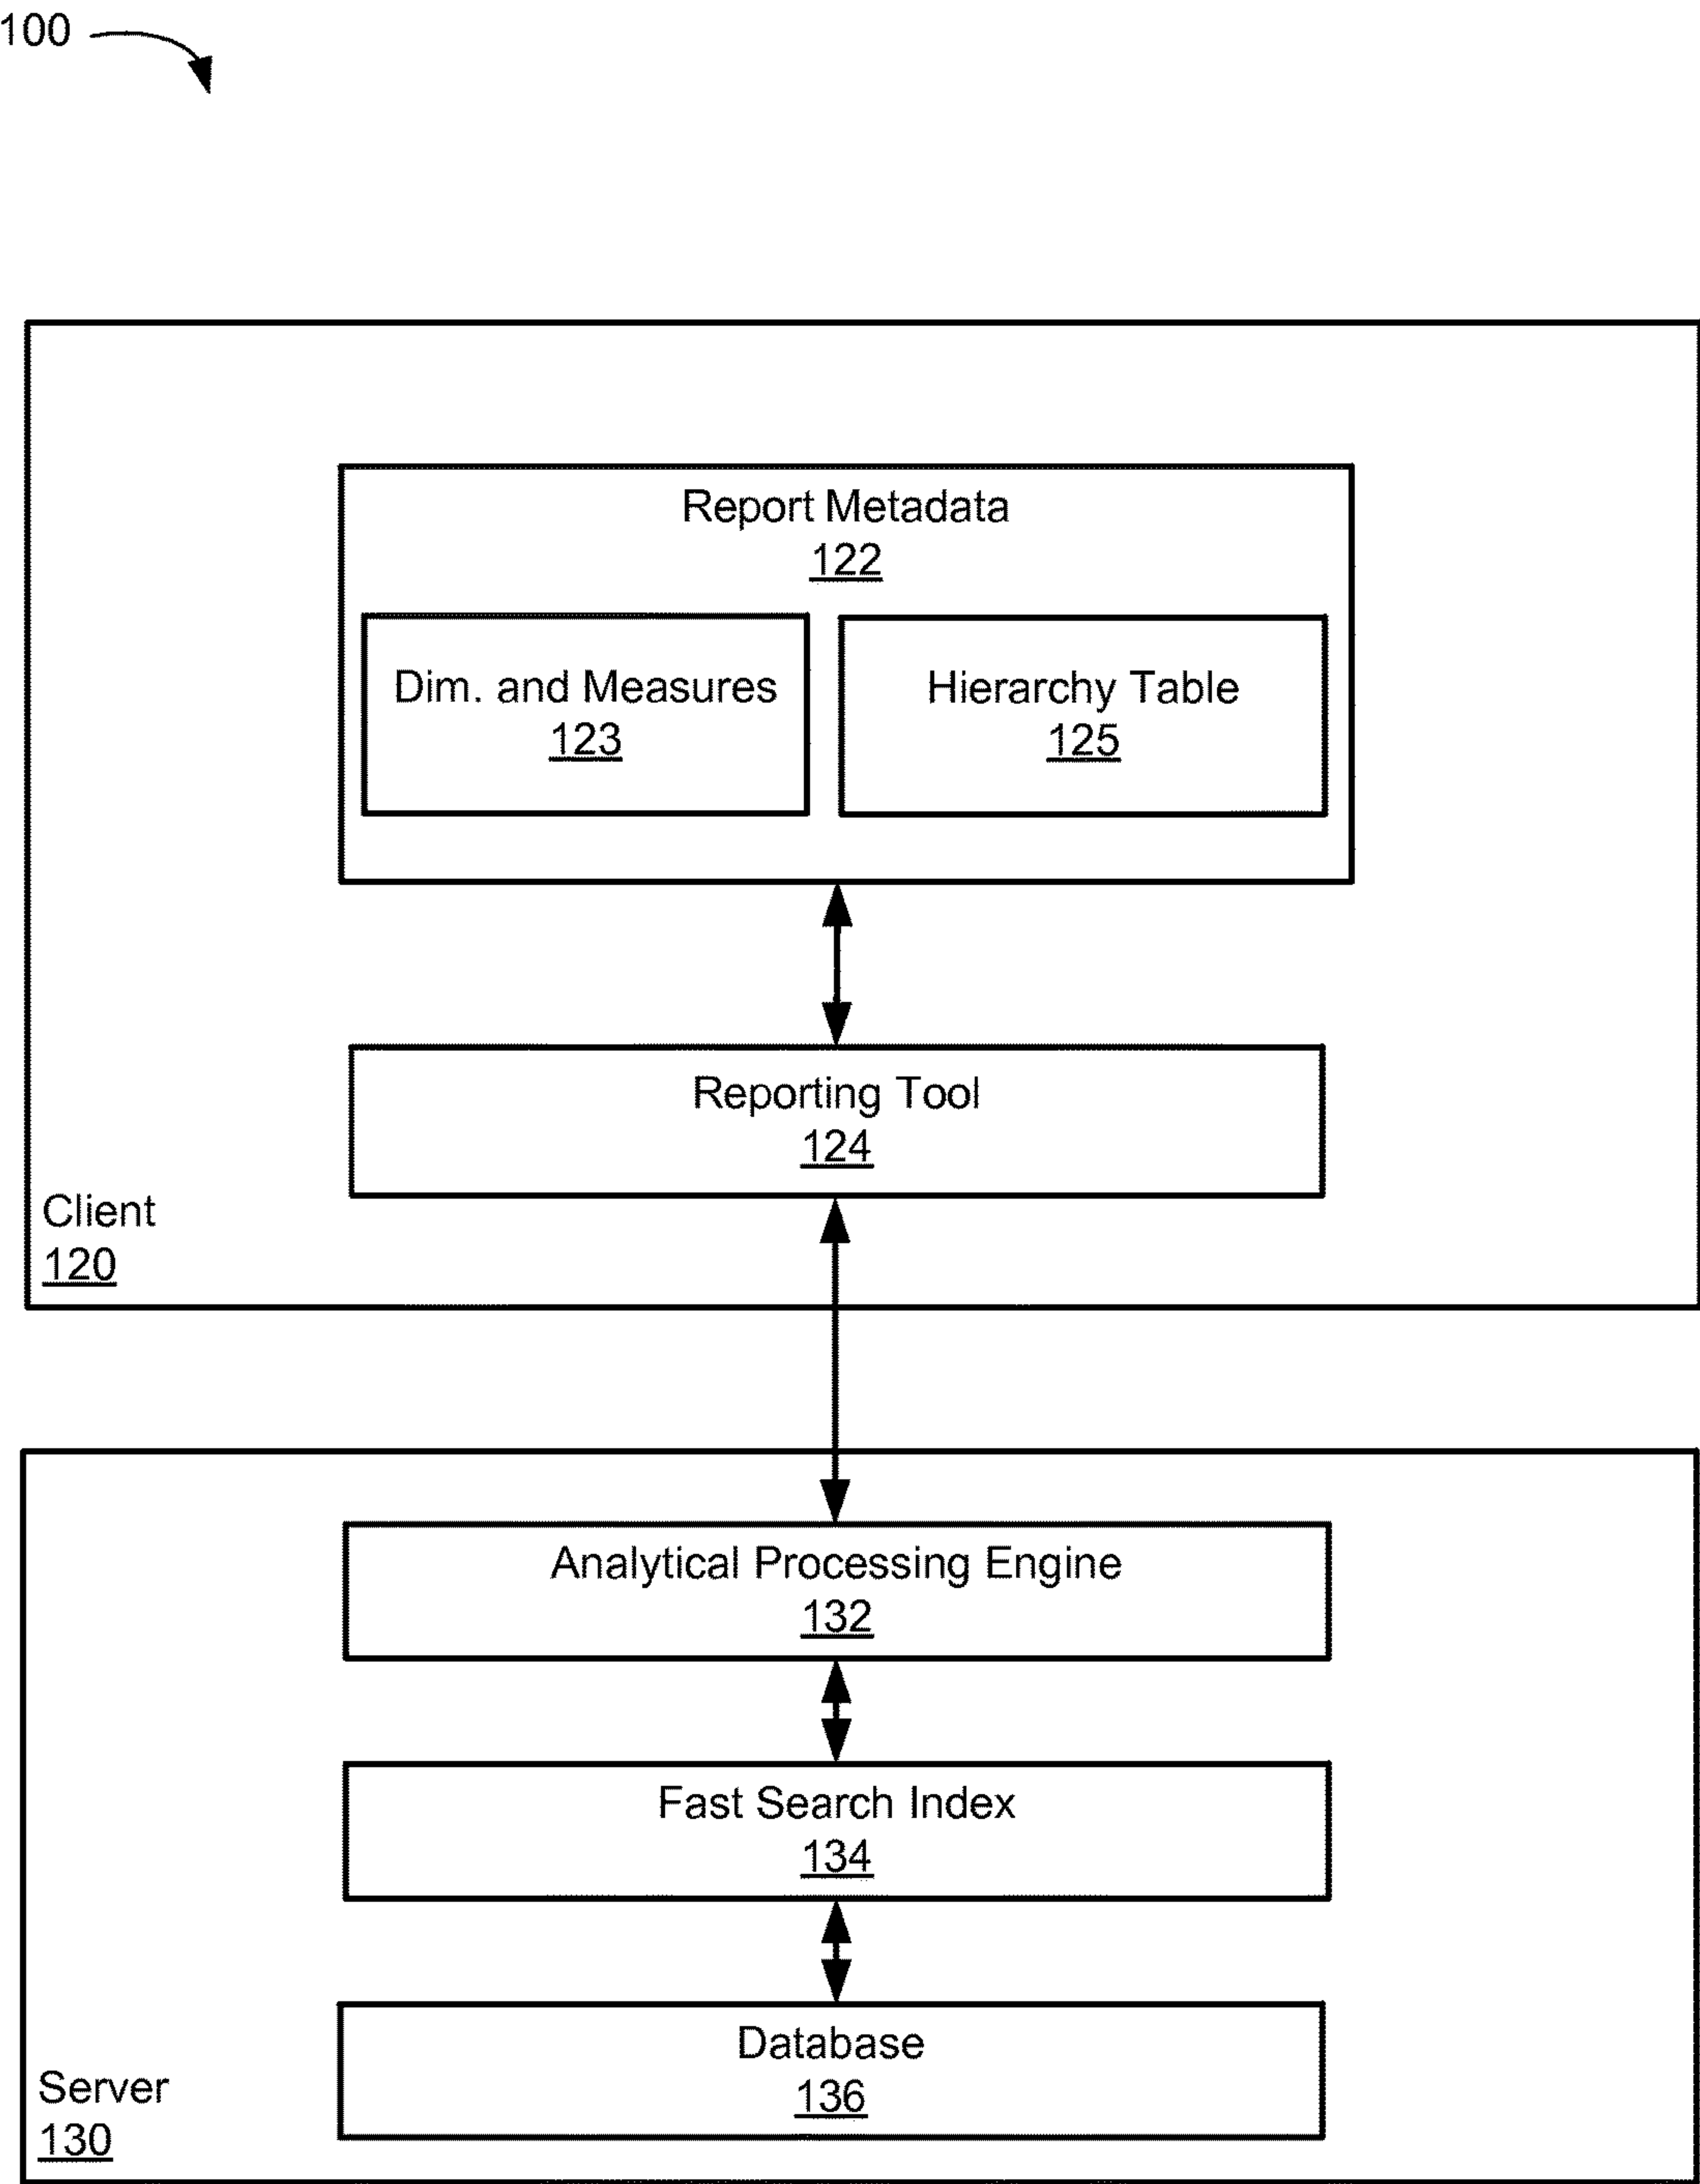 100
Report Metadata
122
Dim. and Measures
123
Hierarchy Table
125
Reporting Tool
124
Client
120
Analytical Processing Engine
132
Fast Search Index
134
Database
136
Server
130